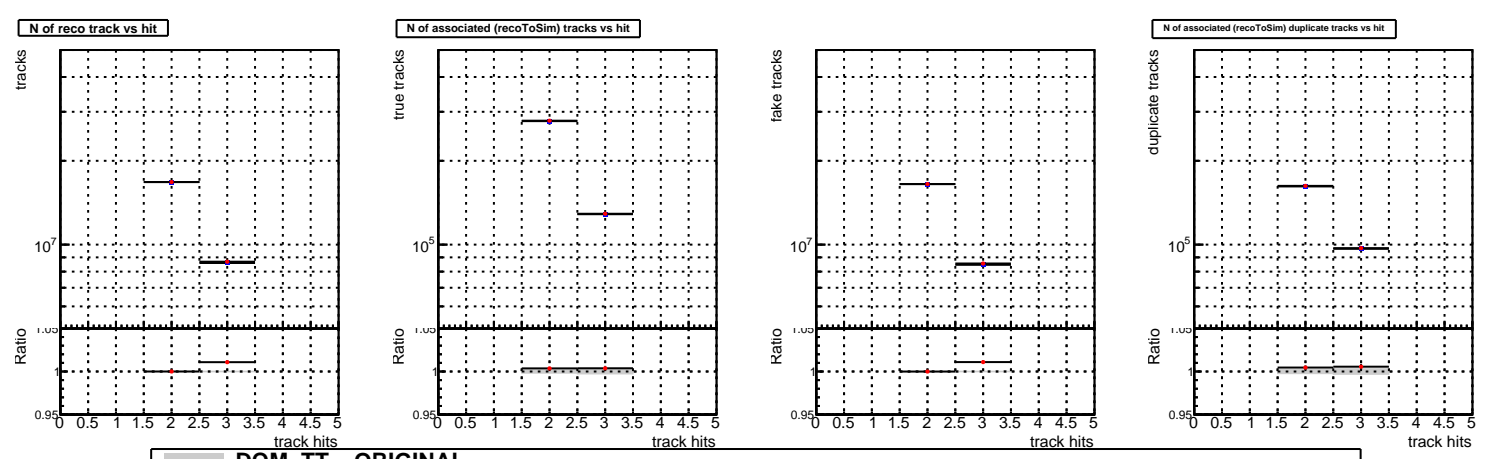 N of reco track vs hit
N of associated (recoToSim) tracks vs hit
N of associated (recoToSim) duplicate tracks vs hit
tracks
10^7
Ratio
1.05
1
0.95
0 0.5 1 1.5 2 2.5 3 3.5 4 4.5 5
track hits
true tracks
10^5
Ratio
1.05
1
0.95
0 0.5 1 1.5 2 2.5 3 3.5 4 4.5 5
track hits
fake tracks
10^7
Ratio
1.05
1
0.95
0 0.5 1 1.5 2 2.5 3 3.5 4 4.5 5
track hits
duplicate tracks
10^5
Ratio
1.05
1
0.95
0 0.5 1 1.5 2 2.5 3 3.5 4 4.5 5
track hits
ORIGINAL